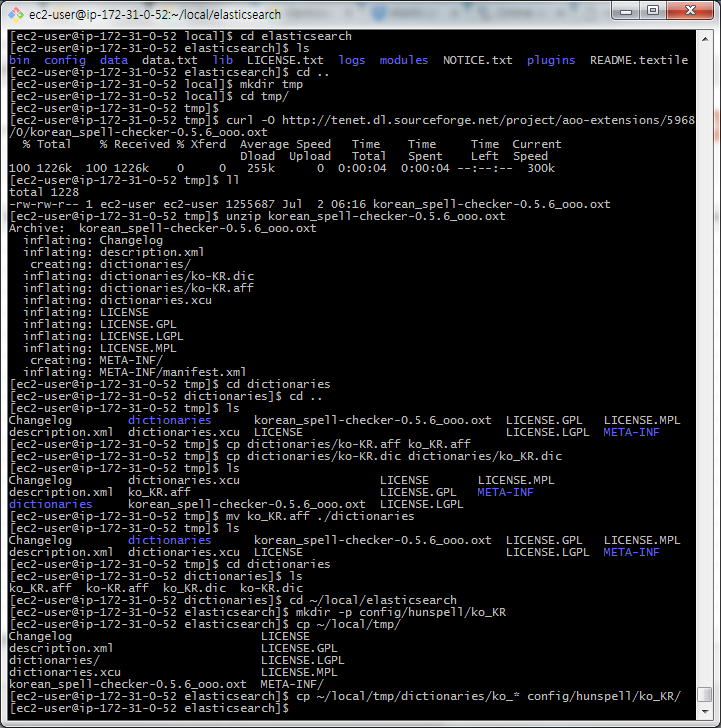 ec2-user@ip-172-31-0-52:~/local/elasticsearch
[ec2-user@ip-172-31-0-52 local]$ cd elasticsearch
[ec2-user@ip-172-31-0-52 elasticsearch]$ ls
bin  config  data  data.txt  lib  LICENSE.txt  logs  modules  NOTICE.txt  plugins  README.textile
[ec2-user@ip-172-31-0-52 elasticsearch]$ cd ..
[ec2-user@ip-172-31-0-52 local]$ mkdir tmp
[ec2-user@ip-172-31-0-52 local]$ cd tmp/
[ec2-user@ip-172-31-0-52 tmp]$
[ec2-user@ip-172-31-0-52 tmp]$ curl -O http://tenet.dl.sourceforge.net/project/aoo-extensions/5968
/0/korean_spell-checker-0.5.6_ooo.oxt
  % Total    % Received % Xferd  Average Speed   Time    Time     Time  Current
                                 Dload  Upload   Total   Spent    Left  Speed
100 1226k  100 1226k    0     0   255k      0  0:00:04  0:00:04 --:--:--  300k
[ec2-user@ip-172-31-0-52 tmp]$ ll
total 1228
-rw-rw-r-- 1 ec2-user ec2-user 1255687 Jul  2 06:16 korean_spell-checker-0.5.6_ooo.oxt
[ec2-user@ip-172-31-0-52 tmp]$ unzip korean_spell-checker-0.5.6_ooo.oxt
Archive:  korean_spell-checker-0.5.6_ooo.oxt
  inflating: Changelog
  inflating: description.xml
   creating: dictionaries/
  inflating: dictionaries/ko-KR.dic
  inflating: dictionaries/ko-KR.aff
  inflating: dictionaries.xcu
  inflating: LICENSE
  inflating: LICENSE.GPL
  inflating: LICENSE.LGPL
  inflating: LICENSE.MPL
   creating: META-INF/
  inflating: META-INF/manifest.xml
[ec2-user@ip-172-31-0-52 tmp]$ cd dictionaries
[ec2-user@ip-172-31-0-52 dictionaries]$ cd ..
[ec2-user@ip-172-31-0-52 tmp]$ ls
Changelog        dictionaries      korean_spell-checker-0.5.6_ooo.oxt  LICENSE.GPL   LICENSE.MPL
description.xml  dictionaries.xcu  LICENSE                             LICENSE.LGPL  META-INF
[ec2-user@ip-172-31-0-52 tmp]$ cp dictionaries/ko-KR.aff ko_KR.aff
[ec2-user@ip-172-31-0-52 tmp]$ cp dictionaries/ko-KR.dic dictionaries/ko_KR.dic
[ec2-user@ip-172-31-0-52 tmp]$ ls
Changelog        dictionaries.xcu                    LICENSE       LICENSE.MPL
description.xml  ko_KR.aff                           LICENSE.GPL   META-INF
dictionaries     korean_spell-checker-0.5.6_ooo.oxt  LICENSE.LGPL
[ec2-user@ip-172-31-0-52 tmp]$ mv ko_KR.aff ./dictionaries
[ec2-user@ip-172-31-0-52 tmp]$ ls
Changelog        dictionaries      korean_spell-checker-0.5.6_ooo.oxt  LICENSE.GPL   LICENSE.MPL
description.xml  dictionaries.xcu  LICENSE                             LICENSE.LGPL  META-INF
[ec2-user@ip-172-31-0-52 tmp]$ cd dictionaries
[ec2-user@ip-172-31-0-52 dictionaries]$ ls
ko_KR.aff  ko-KR.aff  ko_KR.dic  ko-KR.dic
[ec2-user@ip-172-31-0-52 dictionaries]$ cd ~/local/elasticsearch
[ec2-user@ip-172-31-0-52 elasticsearch]$ mkdir -p config/hunspell/ko_KR
[ec2-user@ip-172-31-0-52 elasticsearch]$ cp ~/local/tmp/
Changelog                           LICENSE
description.xml                     LICENSE.GPL
dictionaries/                       LICENSE.LGPL
dictionaries.xcu                    LICENSE.MPL
korean_spell-checker-0.5.6_ooo.oxt  META-INF/
[ec2-user@ip-172-31-0-52 elasticsearch]$ cp ~/local/tmp/dictionaries/ko_* config/hunspell/ko_KR/
[ec2-user@ip-172-31-0-52 elasticsearch]$